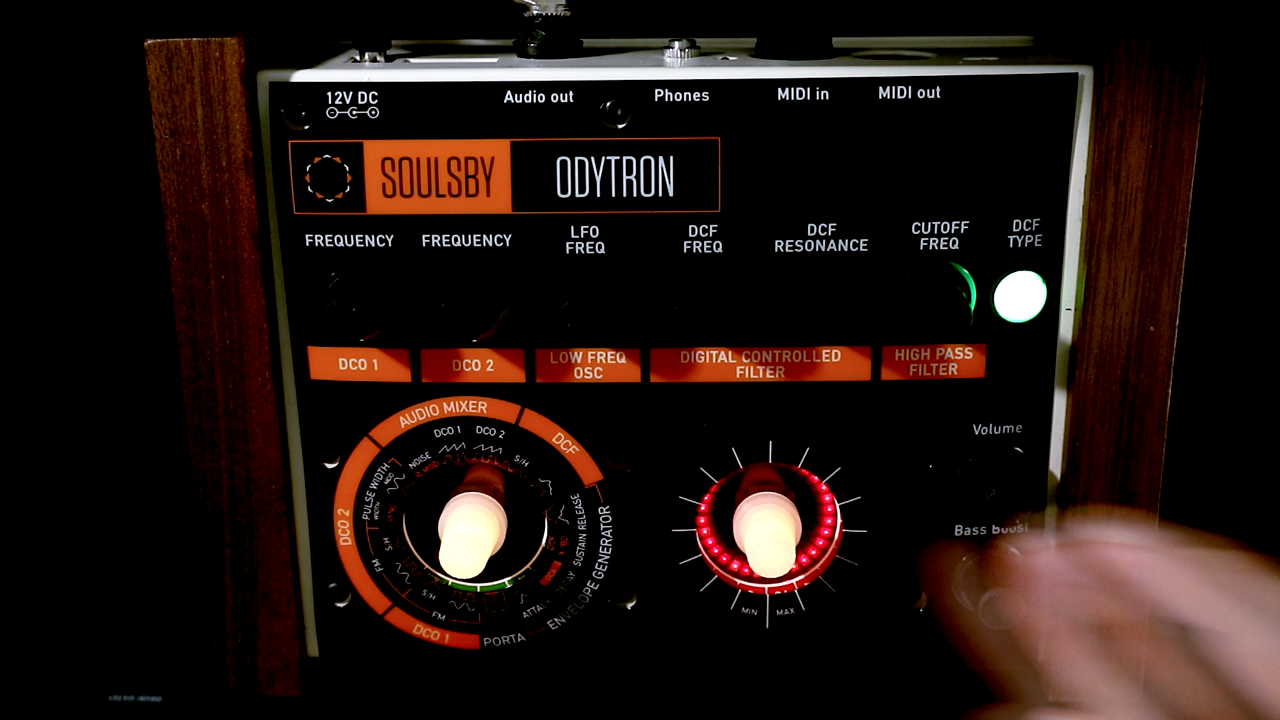 12V DC
Audio out
Phones
MIDI in
MIDI out
SOULSBY
ODYTRON
FREQUENCY
FREQUENCY
LFO
FREQ
DCF
FREQ
DCF
RESONANCE
CUTOFF
FREQ
DCF
TYPE
DCO 1
DCO 2
LOW FREQ
OSC
DIGITAL CONTROLLED
FILTER
HIGH PASS
FILTER
AUDIO MIXER
DCF
DCO 1
DCO 2
NOISE
S/H
PULSE WIDTH
DCO 2
S/H
FM
S/H
FM
DCO 1
PORTA
SUSTAIN
RELEASE
ENVELOPE GENERATOR
MIN
MAX
Volume
Bass Boost